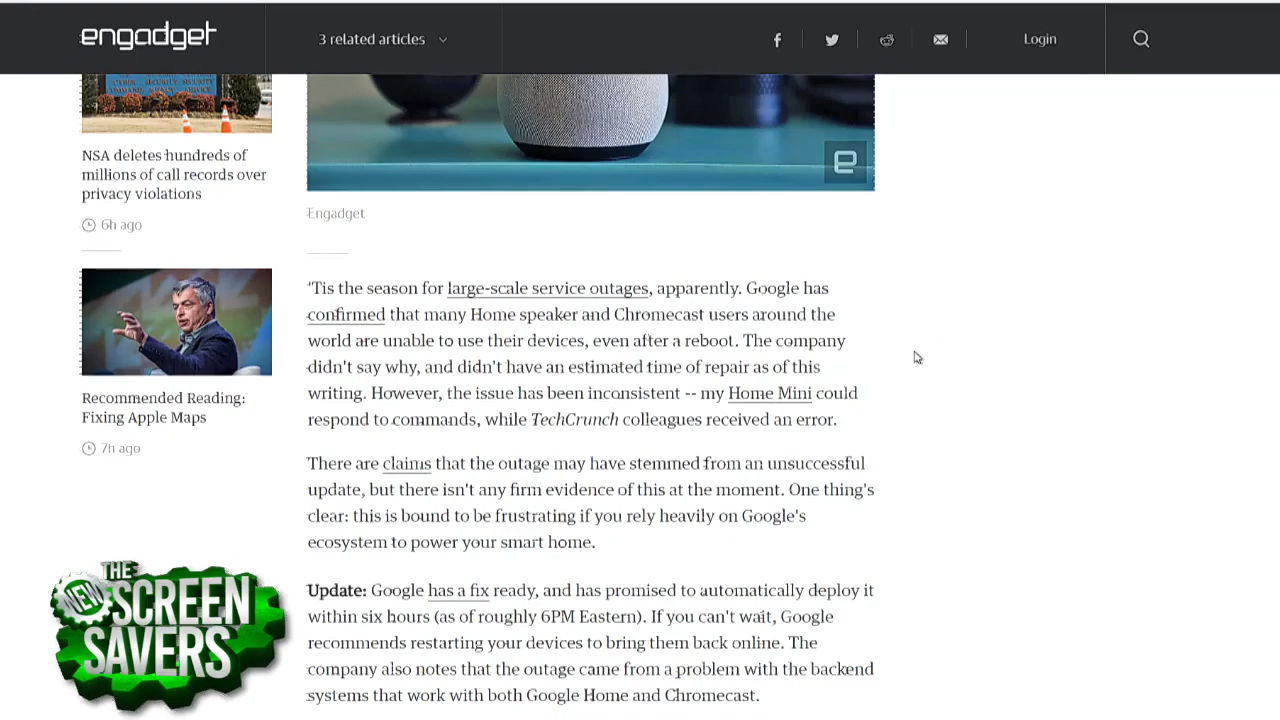 engadget
3 related articles
Login
CYBER SECURITY SECURITY
NSA deletes hundreds of
millions of call records over
privacy violations
6h ago
Recommended Reading:
Fixing Apple Maps
7h ago
Engadget
'Tis the season for large-scale service outages, apparently. Google has
confirmed that many Home speaker and Chromecast users around the
world are unable to use their devices, even after a reboot. The company
didn't say why, and didn't have an estimated time of repair as of this
writing. However, the issue has been inconsistent -- my Home Mini could
respond to commands, while TechCrunch colleagues received an error.
There are claims that the outage may have stemmed from an unsuccessful
update, but there isn't any firm evidence of this at the moment. One thing's
clear: this is bound to be frustrating if you rely heavily on Google's
ecosystem to power your smart home.
Update: Google has a fix ready, and has promised to automatically deploy it
within six hours (as of roughly 6PM Eastern). If you can't wait, Google
recommends restarting your devices to bring them back online. The
company also notes that the outage came from a problem with the backend
systems that work with both Google Home and Chromecast.
THE
NEW SCREEN
SAVERS